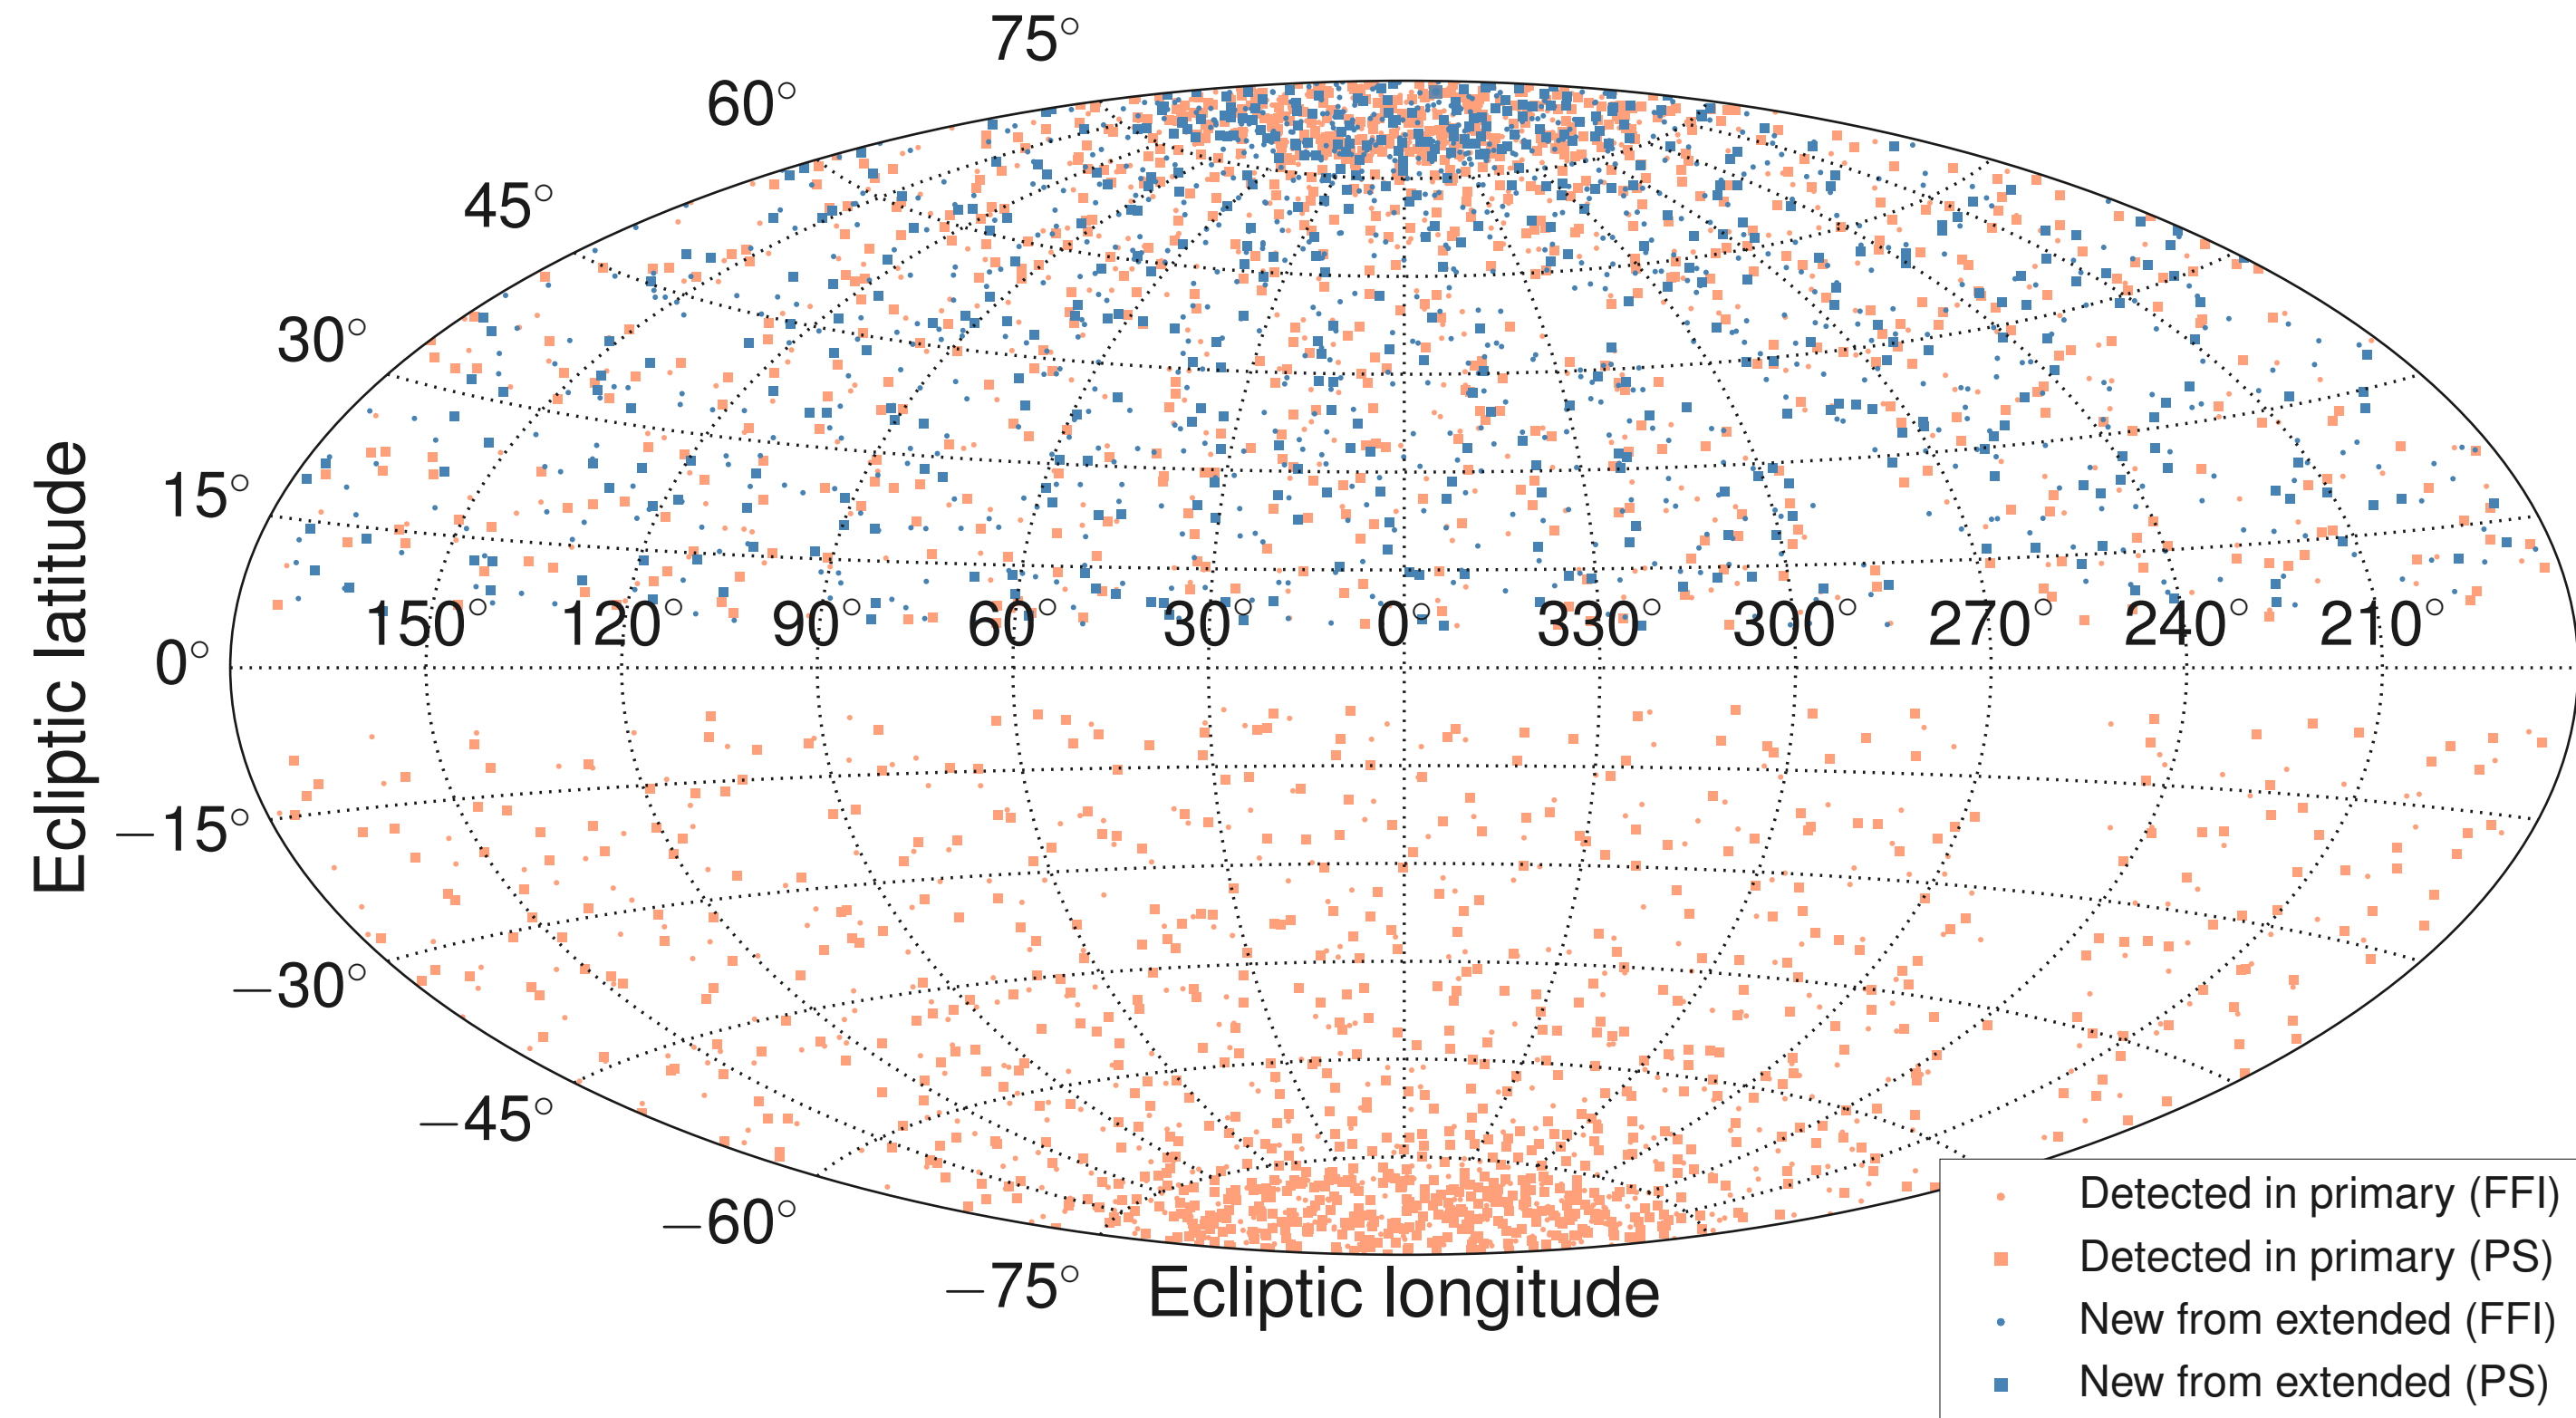 75°
60°
45°
30°
15°
150° 120° 90° 60° 30° 0° 330° 300° 270° 240° 210°
0°
Ecliptic latitude
−15°
−30°
−45°
−60°
−75°
Ecliptic longitude
Detected in primary (FFI)
Detected in primary (PS)
New from extended (FFI)
New from extended (PS)